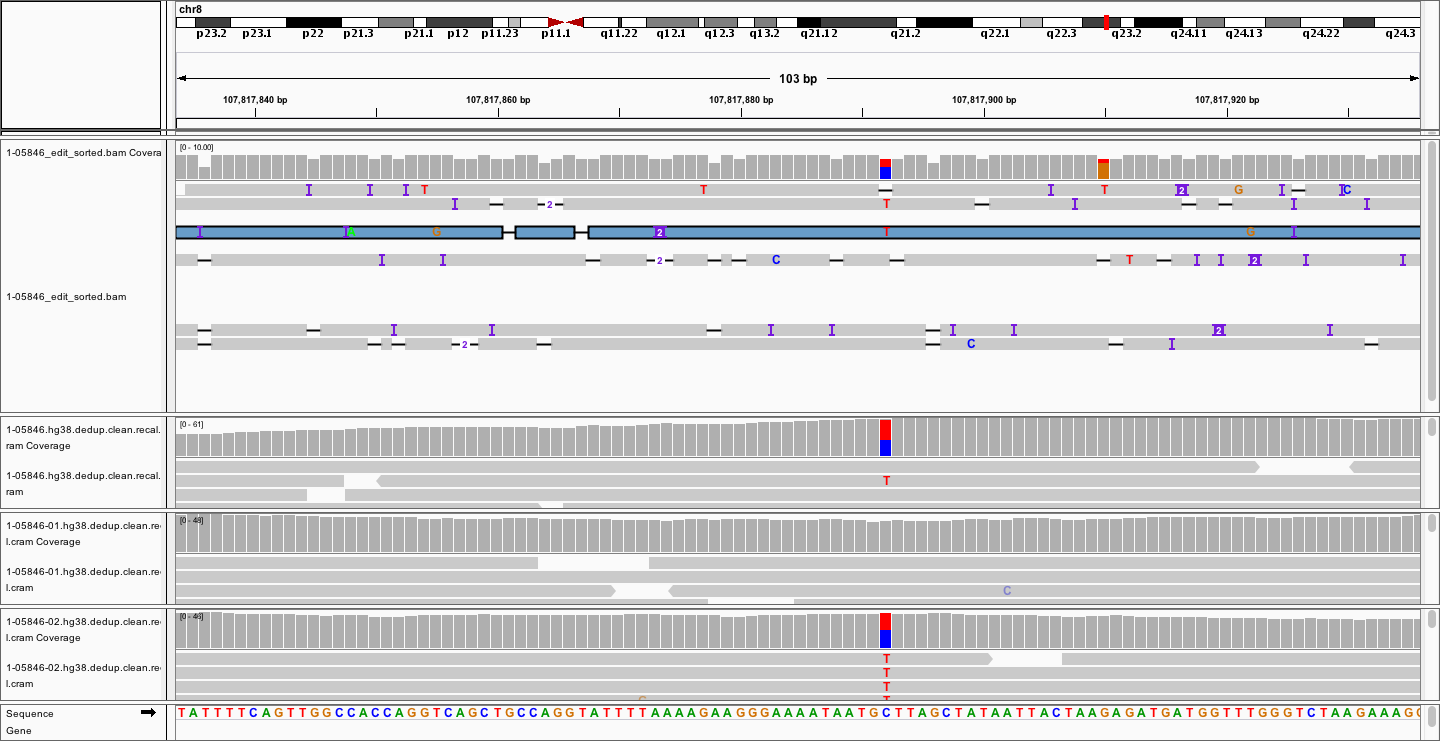 chr8
p23.2 p23.1 p22 p21.3 p21.1 p12 p11.23 p11.1 q11.22 q12.1 q12.3 q13.2 q21.12 q21.2 q22.1 q22.3 q23.2 q24.11 q24.13 q24.22 q24.3
103 bp
107,817,840 bp 107,817,860 bp 107,817,880 bp 107,817,900 bp 107,817,920 bp
1-05846_edit_sorted.bam Covera
[0 - 10.00]
T T T 2 G C
2 T
A G 2 T G
2 C T 2
1-05846_edit_sorted.bam
2
2 C
1-05846.hg38.dedup.clean.recal.
ram Coverage
[0 - 61]
1-05846.hg38.dedup.clean.recal.
ram
T
1-05846-01.hg38.dedup.clean.re
l.cram Coverage
[0 - 48]
1-05846-01.hg38.dedup.clean.re
l.cram
C
1-05846-02.hg38.dedup.clean.re
l.cram Coverage
[0 - 46]
1-05846-02.hg38.dedup.clean.re
l.cram
T
T
T
Sequence
TATTTTCAGTTGGCCACCAGGTCAGCTGCCAGGTATTTTAAAAGAAGGGAAAATAATGCTTAGCTATAATTACTAAGAGATGATGGTTTGGGTCTAAGAAAGG
Gene